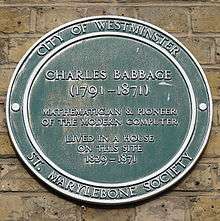 CITY OF WESTMINSTER
CHARLES BABBAGE
(1791-1871)
MATHEMATICIAN & PIONEER
OF THE MODERN COMPUTER
LIVED IN A HOUSE
ON THIS SITE
1829-1871
ST. MARYLEBONE SOCIETY